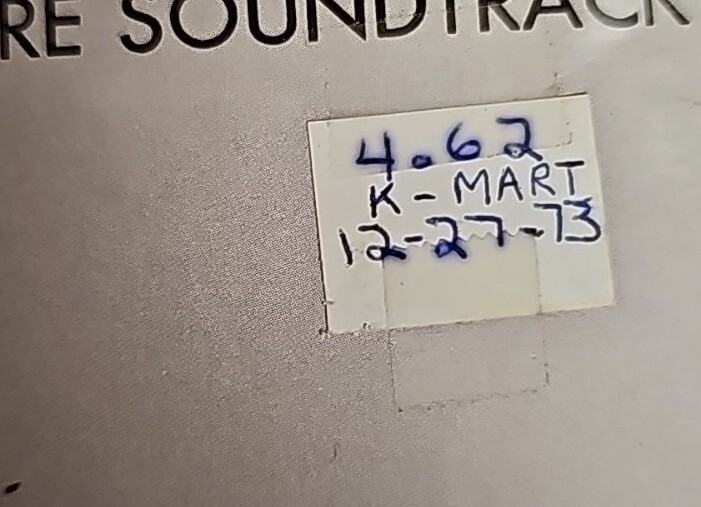 RE SOUNDTRACK
4.62
K-MART
12-27-73